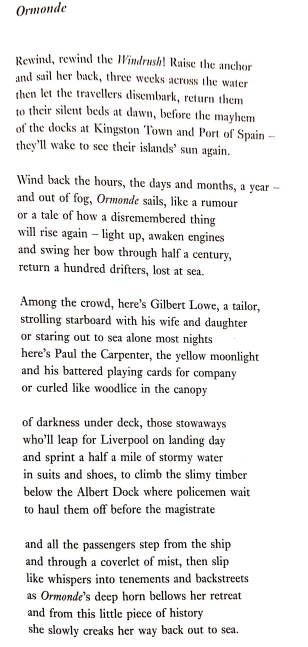 Ormonde
Rewind, rewind the Windrush! Raise the anchor
and sail her back, three weeks across the water
then let the travellers disembark, return them
to their silent beds at dawn, before the mayhem
of the docks at Kingston Town and Port of Spain –
they'll wake to see their islands' sun again.
Wind back the hours, the days and months, a year –
and out of fog, Ormonde sails, like a rumour
or a tale of how a disremembered thing
will rise again – light up, awaken engines
and swing her bow through half a century,
return a hundred drifters, lost at sea.
Among the crowd, here's Gilbert Lowe, a tailor,
strolling starboard with his wife and daughter
or staring out to sea alone most nights
here's Paul the Carpenter, the yellow moonlight
and his battered playing cards for company
or curled like woodlice in the canopy
of darkness under deck, those stowaways
who'll leap for Liverpool on landing day
and sprint a half a mile of stormy water
in suits and shoes, to climb the slimy timber
below the Albert Dock where policemen wait
to haul them off before the magistrate
and all the passengers step from the ship
and through a coverlet of mist, then slip
like whispers into tenements and backstreets
as Ormonde's deep horn bellows her retreat
and from this little piece of history
she slowly creaks her way back out to sea.